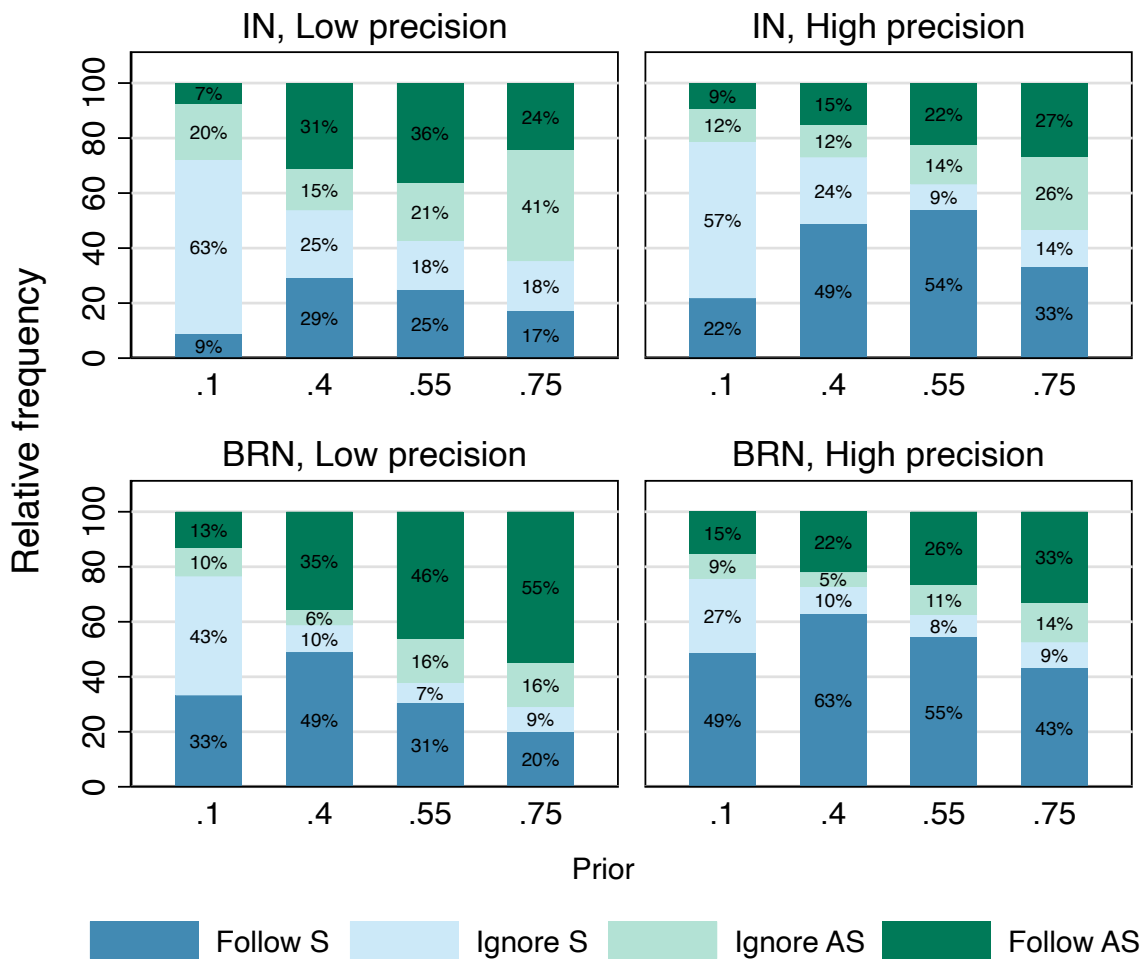 IN, Low precision
IN, High precision
Relative frequency
100
80
60
40
20
0
7% 31% 36% 24%
20% 15% 21% 41%
63% 25% 18% 18%
9% 29% 25% 17%
.1 .4 .55 .75
9% 15% 22% 27%
12% 12% 14% 26%
57% 24% 9% 14%
22% 49% 54% 33%
.1 .4 .55 .75
BRN, Low precision
BRN, High precision
100
80
60
40
20
0
13% 35% 46% 55%
10% 6% 16% 16%
43% 10% 7% 9%
33% 49% 31% 20%
.1 .4 .55 .75
15% 22% 26% 33%
9% 5% 11% 14%
27% 10% 8% 9%
49% 63% 55% 43%
.1 .4 .55 .75
Prior
Follow S Ignore S Ignore AS Follow AS